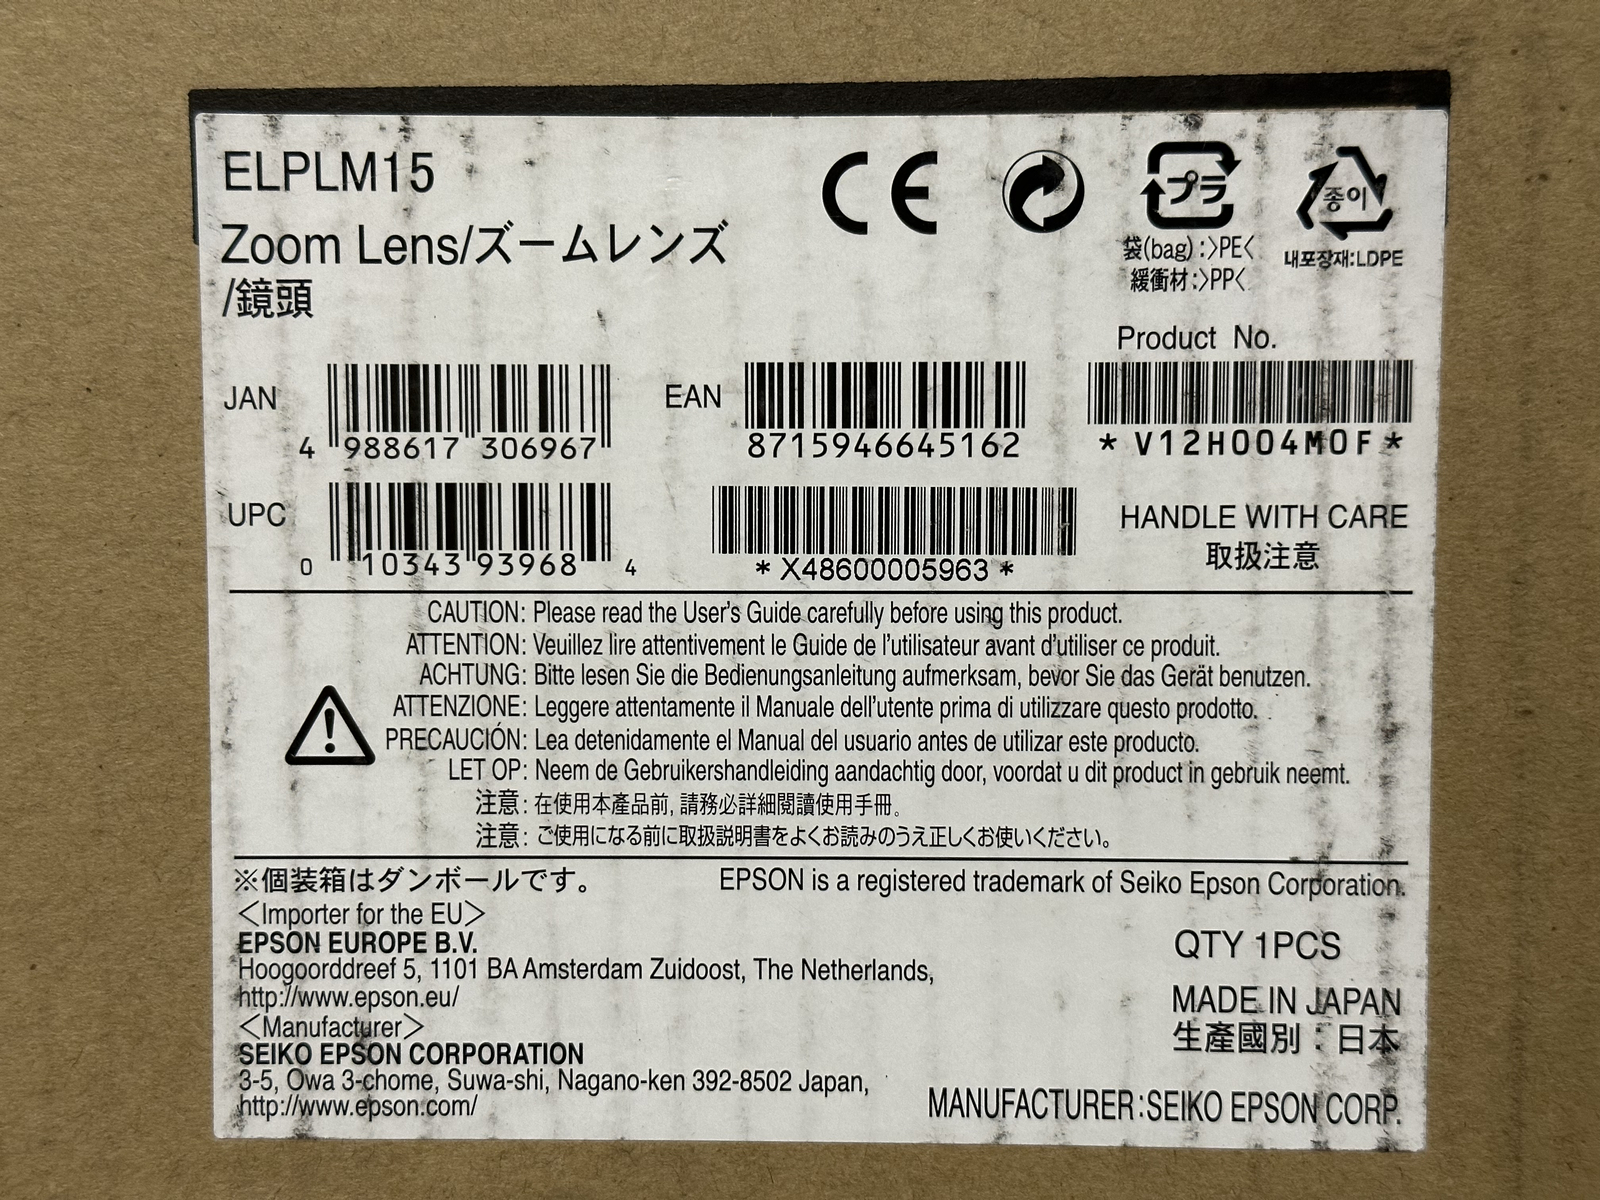 ELPLM15
Zoom Lens/ズームレンズ
/鏡頭
プラ
袋(bag):>PE<
緩衝材:>PP<
종이
내포장재:LDPE
Product No.
JAN
4 988617 306967
EAN
8715946645162
*V12H004M0F*
UPC
0 10343 93968 4
*X48600005963*
HANDLE WITH CARE
取扱注意
CAUTION: Please read the User's Guide carefully before using this product.
ATTENTION: Veuillez lire attentivement le Guide de l'utilisateur avant d'utiliser ce produit.
ACHTUNG: Bitte lesen Sie die Bedienungsanleitung aufmerksam, bevor Sie das Gerät benutzen.
ATTENZIONE: Leggere attentamente il Manuale dell'utente prima di utilizzare questo prodotto.
PRECAUCIÓN: Lea detenidamente el Manual del usuario antes de utilizar este producto.
LET OP: Neem de Gebruikershandleiding aandachtig door, voordat u dit product in gebruik neemt.
注意: 在使用本產品前, 請務必詳細閱讀使用手冊。
注意: ご使用になる前に取扱説明書をよくお読みのうえ正しくお使いください。
※個装箱はダンボールです。
EPSON is a registered trademark of Seiko Epson Corporation.
<Importer for the EU>
EPSON EUROPE B.V.
Hoogoorddreef 5, 1101 BA Amsterdam Zuidoost, The Netherlands,
http://www.epson.eu/
<Manufacturer>
SEIKO EPSON CORPORATION
3-5, Owa 3-chome, Suwa-shi, Nagano-ken 392-8502 Japan,
http://www.epson.com/
QTY 1PCS
MADE IN JAPAN
生產國別：日本
MANUFACTURER:SEIKO EPSON CORP.